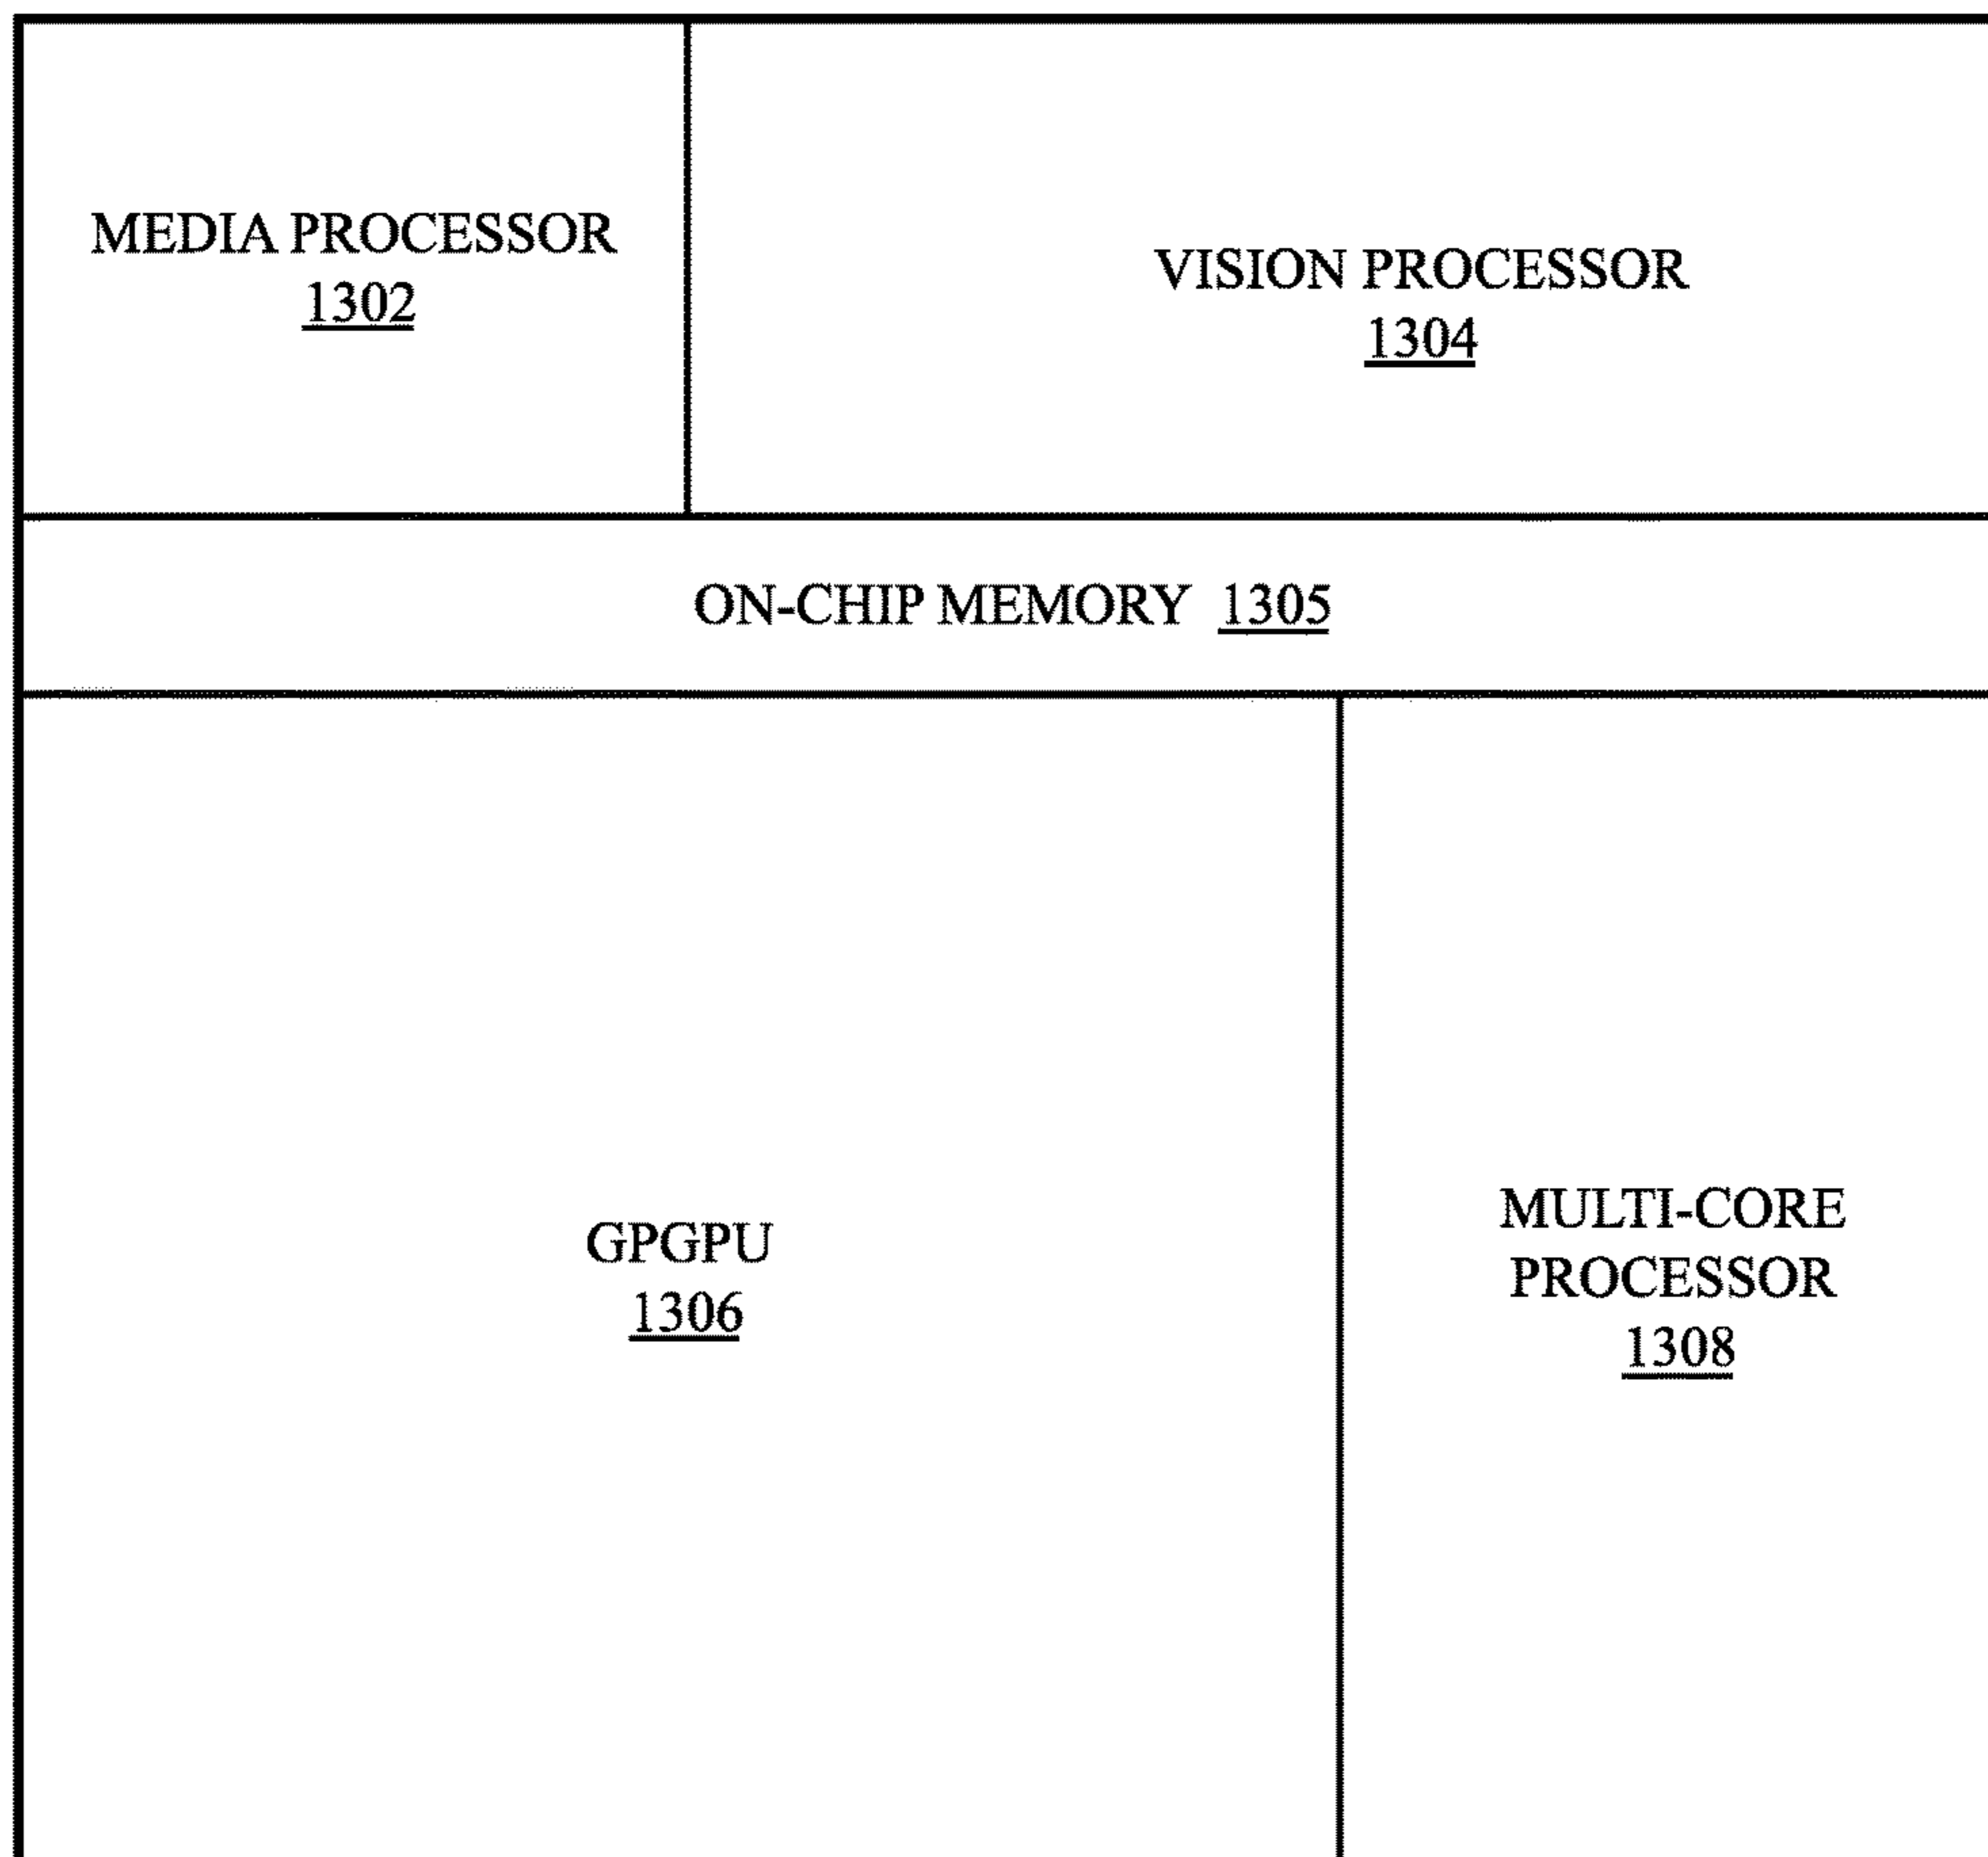 MEDIA PROCESSOR
1302
VISION PROCESSOR
1304
ON-CHIP MEMORY 1305
GPGPU
1306
MULTI-CORE
PROCESSOR
1308